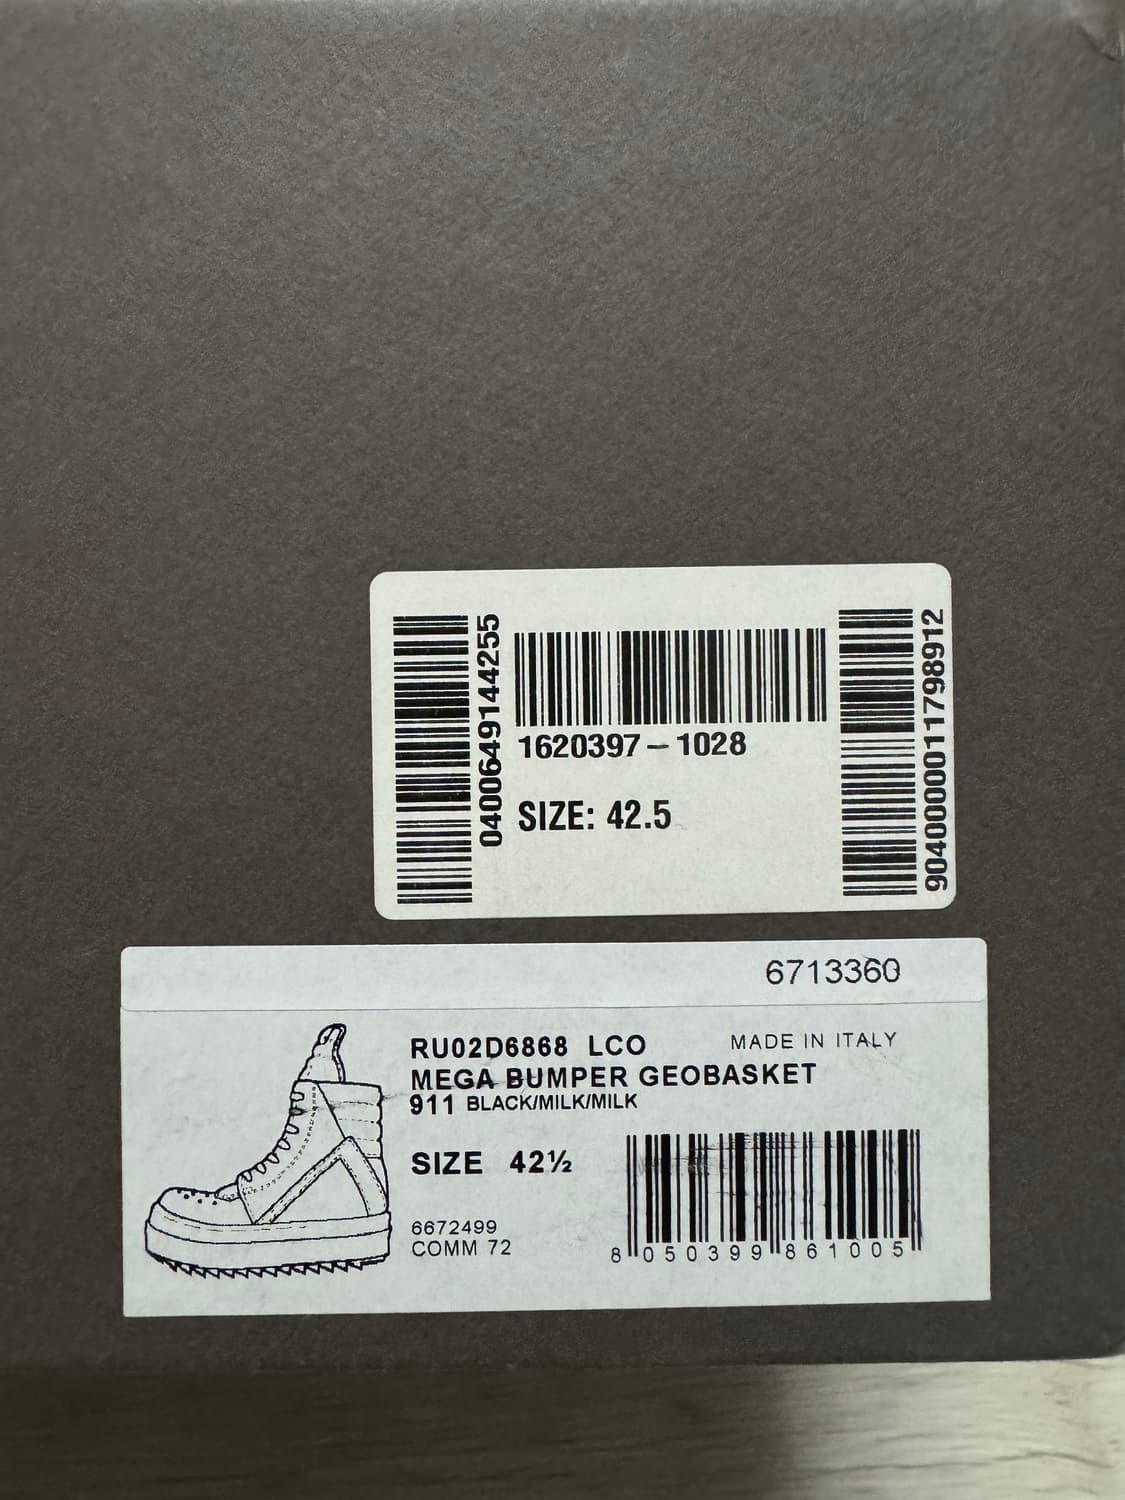 0400649144255
1620397-1028
SIZE: 42.5
9040000011798912
6713360
RU02D6868 LCO MADE IN ITALY
MEGA BUMPER GEOBASKET
911 BLACK/MILK/MILK
SIZE 42½
6672499
COMM 72
8 050399 861005